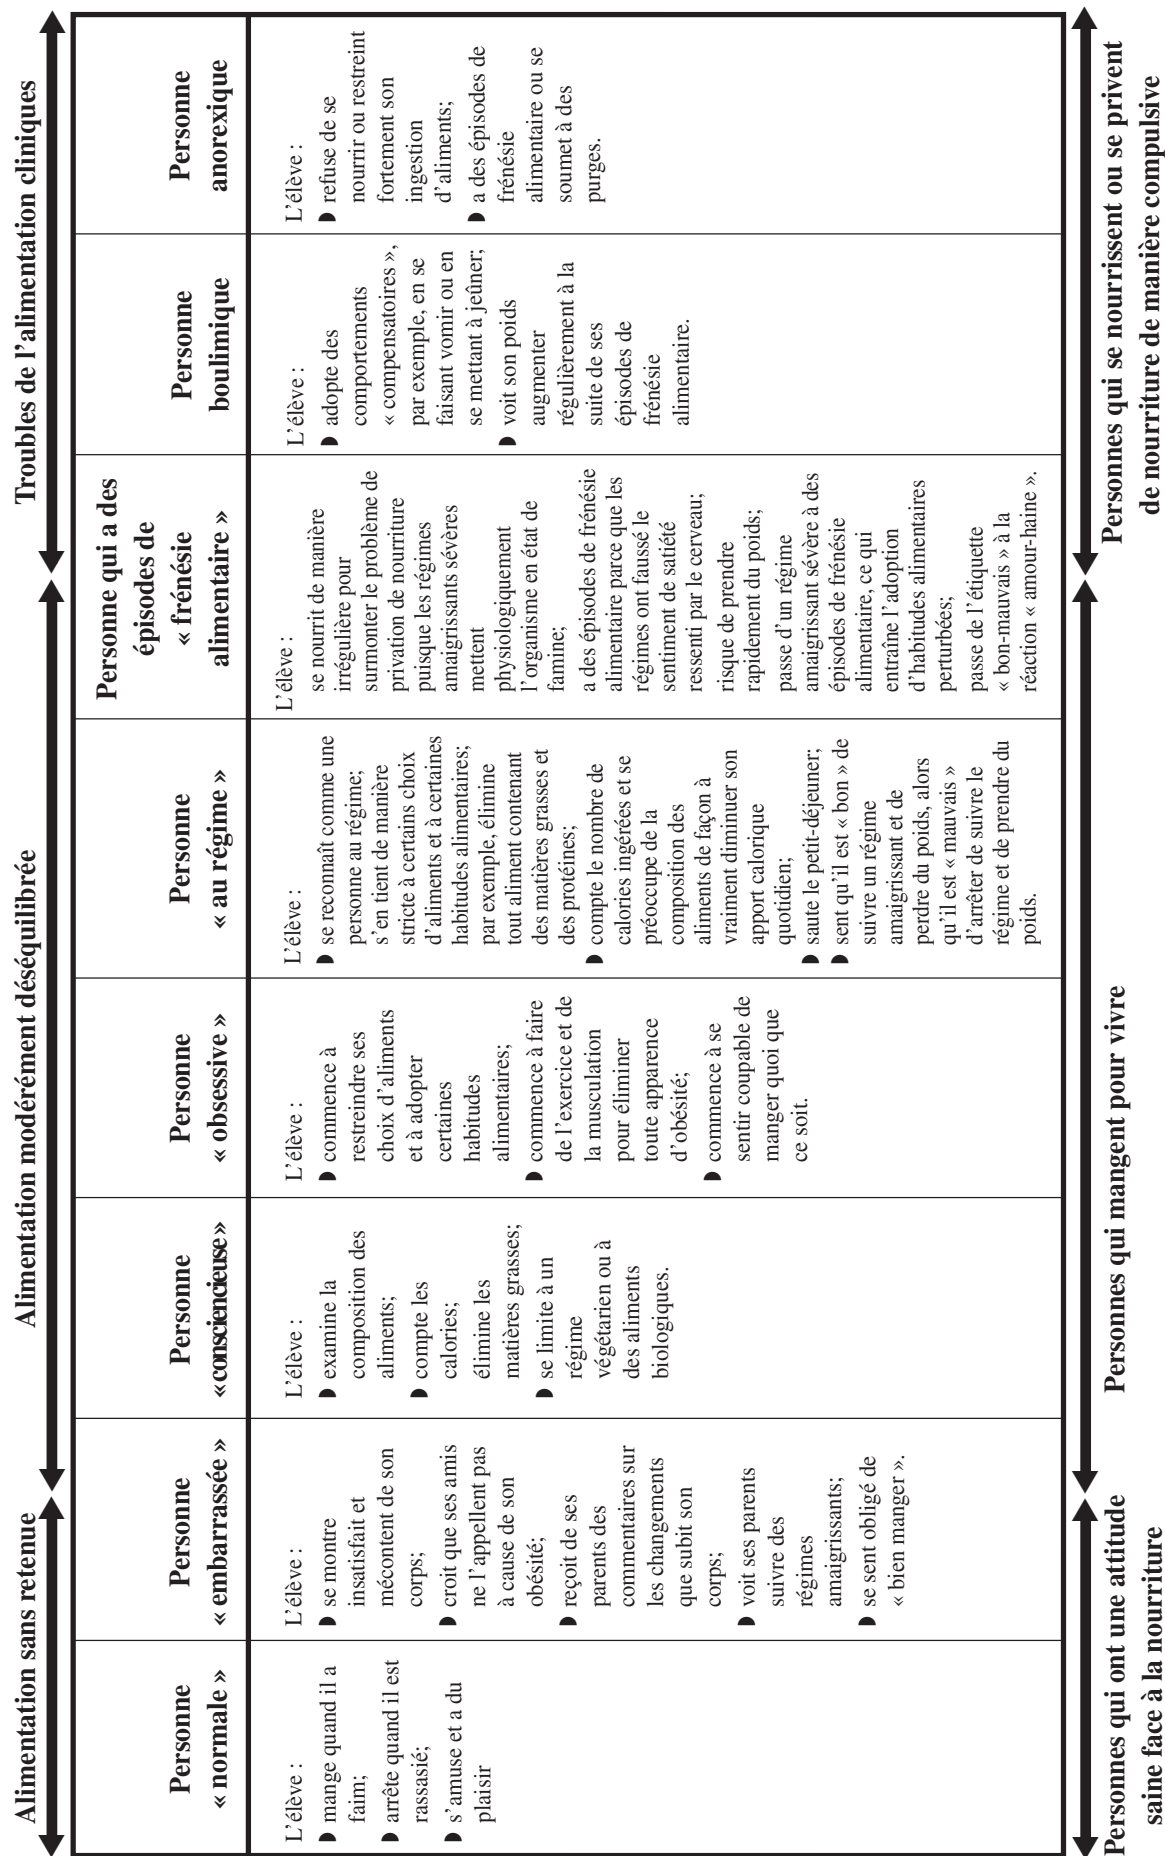 Alimentation sans retenue
Alimentation modérément déséquilibrée
Troubles de l'alimentation cliniques
Personne
« normale »
Personne
« embarrassée »
Personne
«consciencieuse»
Personne
« obsessive »
Personne
« au régime »
Personne qui a des
épisodes de
« frénésie
alimentaire »
Personne
boulimique
Personne
anorexique
L'élève :
◗ mange quand il a
faim;
◗ arrête quand il est
rassasié;
◗ s'amuse et a du
plaisir
L'élève :
◗ se montre
insatisfait et
mécontent de son
corps;
◗ croit que ses amis
ne l'appellent pas
à cause de son
obésité;
◗ reçoit de ses
parents des
commentaires sur
les changements
que subit son
corps;
◗ voit ses parents
suivre des
régimes
amaigrissants;
◗ se sent obligé de
« bien manger ».
L'élève :
◗ examine la
composition des
aliments;
◗ compte les
calories;
élimine les
matières grasses;
◗ se limite à un
régime
végétarien ou à
des aliments
biologiques.
L'élève :
◗ commence à
restreindre ses
choix d'aliments
et à adopter
certaines
habitudes
alimentaires;
◗ commence à faire
de l'exercice et de
la musculation
pour éliminer
toute apparence
d'obésité;
◗ commence à se
sentir coupable de
manger quoi que
ce soit.
L'élève :
◗ se reconnaît comme une
personne au régime;
s'en tient de manière
stricte à certains choix
d'aliments et à certaines
habitudes alimentaires;
par exemple, élimine
tout aliment contenant
des matières grasses et
des protéines;
◗ compte le nombre de
calories ingérées et se
préoccupe de la
composition des
aliments de façon à
vraiment diminuer son
apport calorique
quotidien;
◗ saute le petit-déjeuner;
◗ sent qu'il est « bon » de
suivre un régime
amaigrissant et de
perdre du poids, alors
qu'il est « mauvais »
d'arrêter de suivre le
régime et de prendre du
poids.
L'élève :
se nourrit de manière
irrégulière pour
surmonter le problème de
privation de nourriture
puisque les régimes
amaigrissants sévères
mettent
physiologiquement
l'organisme en état de
famine;
a des épisodes de frénésie
alimentaire parce que les
régimes ont faussé le
sentiment de satiété
ressenti par le cerveau;
risque de prendre
rapidement du poids;
passe d'un régime
amaigrissant sévère à des
épisodes de frénésie
alimentaire, ce qui
entraîne l'adoption
d'habitudes alimentaires
perturbées;
passe de l'étiquette
« bon-mauvais » à la
réaction « amour-haine ».
L'élève :
◗ adopte des
comportements
« compensatoires »,
par exemple, en se
faisant vomir ou en
se mettant à jeûner;
◗ voit son poids
augmenter
régulièrement à la
suite de ses
épisodes de
frénésie
alimentaire.
L'élève :
◗ refuse de se
nourrir ou restreint
fortement son
ingestion
d'aliments;
◗ a des épisodes de
frénésie
alimentaire ou se
soumet à des
purges.
Personnes qui ont une attitude
saine face à la nourriture
Personnes qui mangent pour vivre
Personnes qui se nourrissent ou se privent
de nourriture de manière compulsive